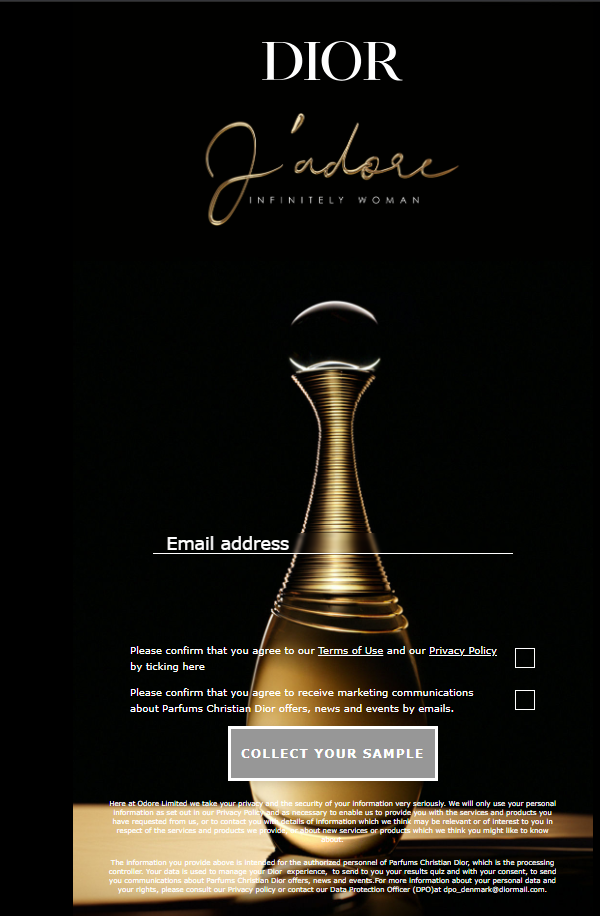 DIOR
J'adore
INFINITELY WOMAN
Email address
Please confirm that you agree to our Terms of Use and our Privacy Policy
by ticking here
Please confirm that you agree to receive marketing communications
about Parfums Christian Dior offers, news and events by emails.
COLLECT YOUR SAMPLE
Here at Odore Limited we take your privacy and the security of your information very seriously. We will only use your personal
information as set out in our Privacy Policy and as necessary to enable us to provide you with the services and products you
have requested from us, or to contact you with details of information which we think may be relevant or of interest to you in
respect of the services and products we provide, or about new services or products which we think you might like to know
about.
The information you provide above is intended for the authorized personnel of Parfums Christian Dior, which is the processing
controller. Your data is used to manage your Dior experience, to send to you your results quiz and with your consent, to send
you communications about Parfums Christian Dior offers, news and events.For more information about your personal data and
your rights, please consult our Privacy policy or contact our Data Protection Officer (DPO)at dpo_denmark@diormail.com.